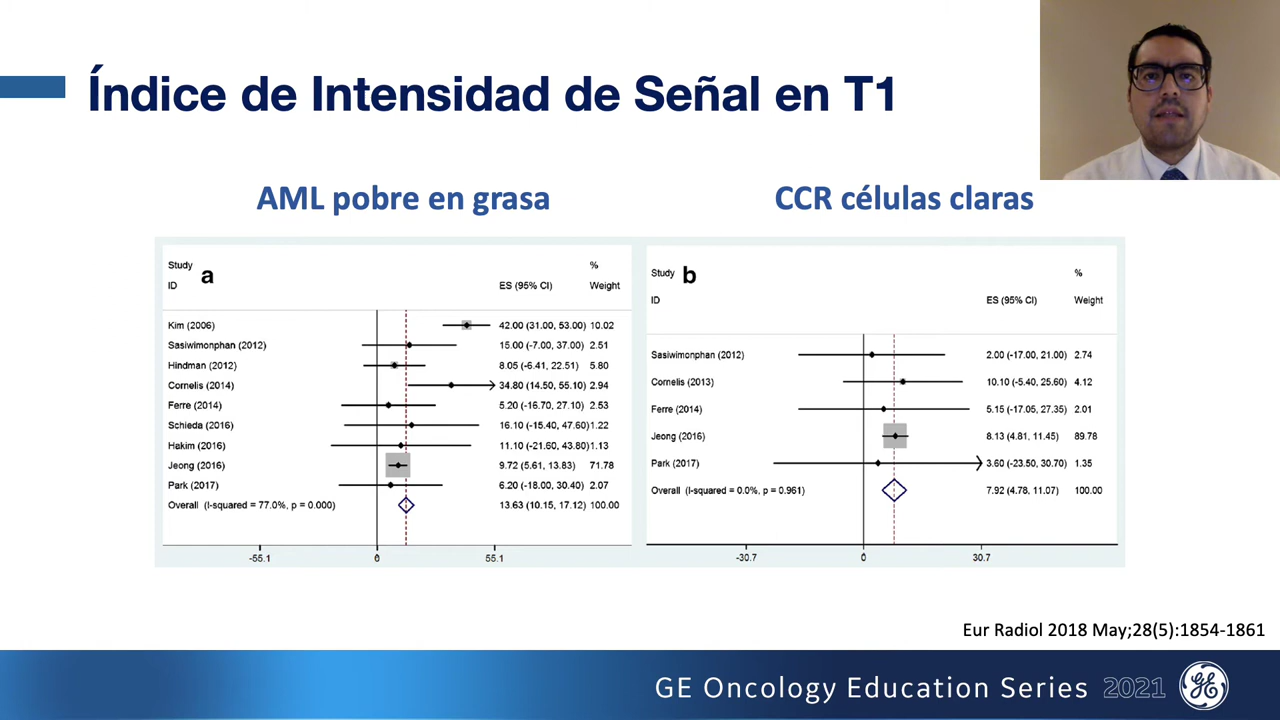 Índice de Intensidad de Señal en T1
AML pobre en grasa
Study
ID
a
ES (95% CI)
%
Weight
Kim (2006) 42.00 (31.00, 53.00) 10.02
Sasiwimonphan (2012) 15.00 (-7.00, 37.00) 2.51
Hindman (2012) 8.05 (-6.41, 22.51) 5.80
Cornelis (2014) 34.80 (14.50, 55.10) 2.94
Ferre (2014) 5.20 (-16.70, 27.10) 2.53
Schieda (2016) 16.10 (-15.40, 47.60) 1.22
Hakim (2016) 11.10 (-21.60, 43.80) 1.13
Jeong (2016) 9.72 (5.61, 13.83) 71.78
Park (2017) 6.20 (-18.00, 30.40) 2.07
Overall (I-squared = 77.0%, p = 0.000) 13.63 (10.15, 17.12) 100.00
-55.1 0 55.1
CCR células claras
Study
ID
b
ES (95% CI)
%
Weight
Sasiwimonphan (2012) 2.00 (-17.00, 21.00) 2.74
Cornelis (2013) 10.10 (-5.40, 25.60) 4.12
Ferre (2014) 5.15 (-17.05, 27.35) 2.01
Jeong (2016) 8.13 (4.81, 11.45) 89.78
Park (2017) 3.60 (-23.50, 30.70) 1.35
Overall (I-squared = 0.0%, p = 0.961) 7.92 (4.78, 11.07) 100.00
-30.7 0 30.7
Eur Radiol 2018 May;28(5):1854-1861
GE Oncology Education Series 2021
GE